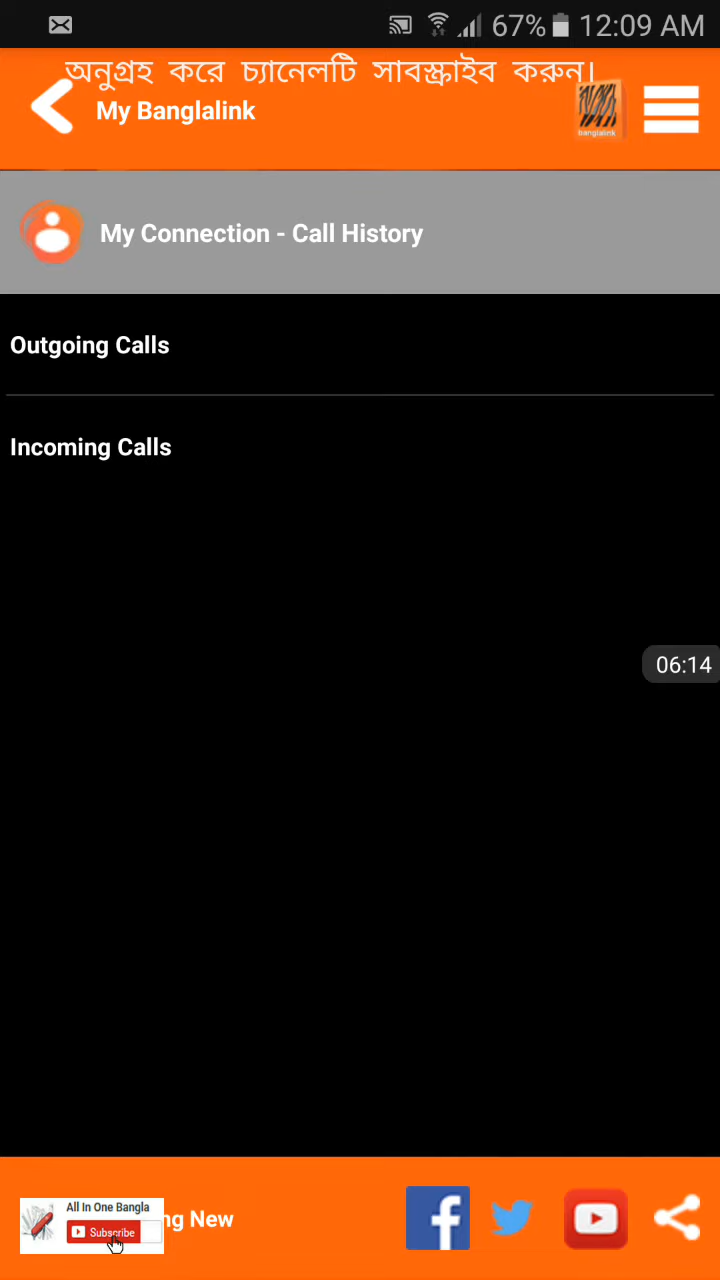 67% 12:09 AM
অনুগ্রহ করে চ্যানেলটি সাবস্ক্রাইব করুন।
My Banglalink
banglalink
My Connection - Call History
Outgoing Calls
Incoming Calls
06:14
All In One Bangla
Subscribe
ng New